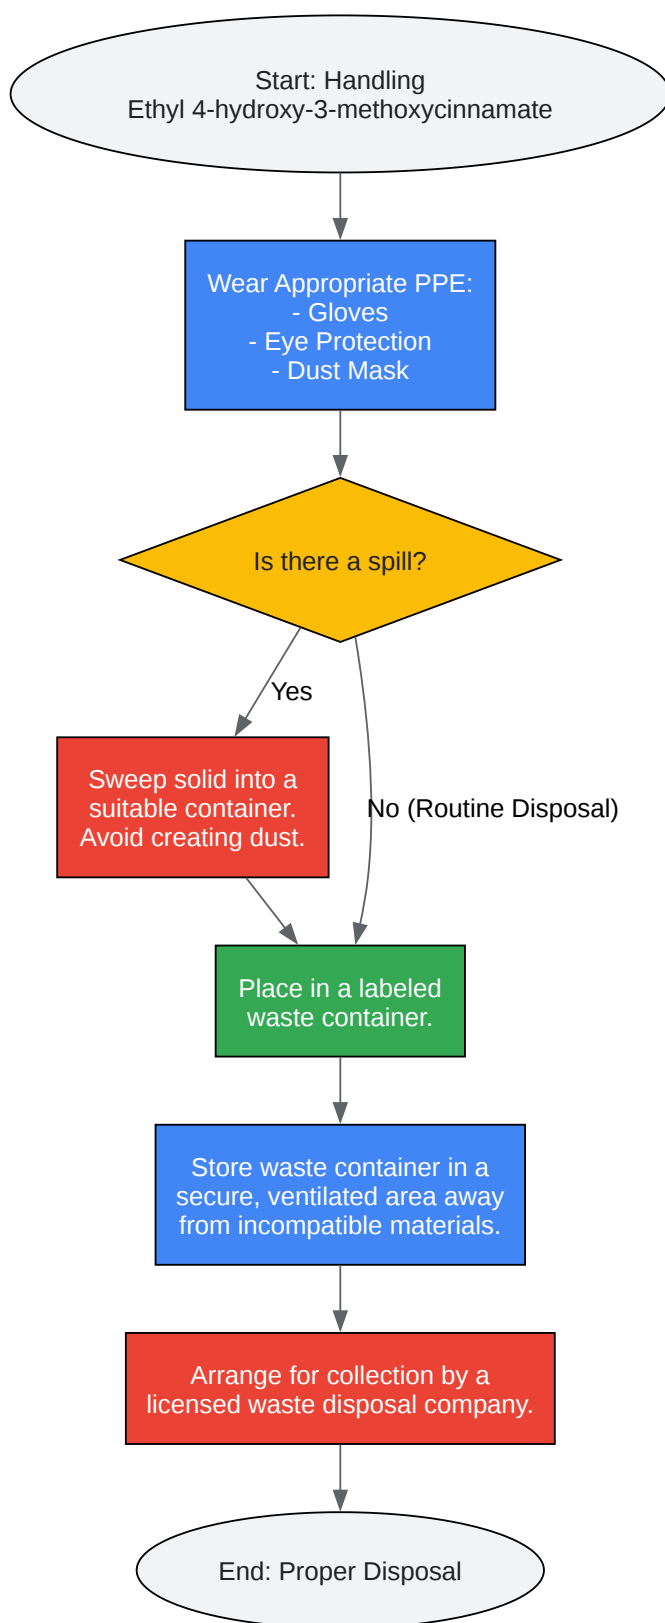 Start: Handling
Ethyl 4-hydroxy-3-methoxycinnamate
Wear Appropriate PPE:
- Gloves
- Eye Protection
- Dust Mask
Is there a spill?
Yes
Sweep solid into a
suitable container.
Avoid creating dust.
No (Routine Disposal)
Place in a labeled
waste container.
Store waste container in a
secure, ventilated area away
from incompatible materials.
Arrange for collection by a
licensed waste disposal company.
End: Proper Disposal